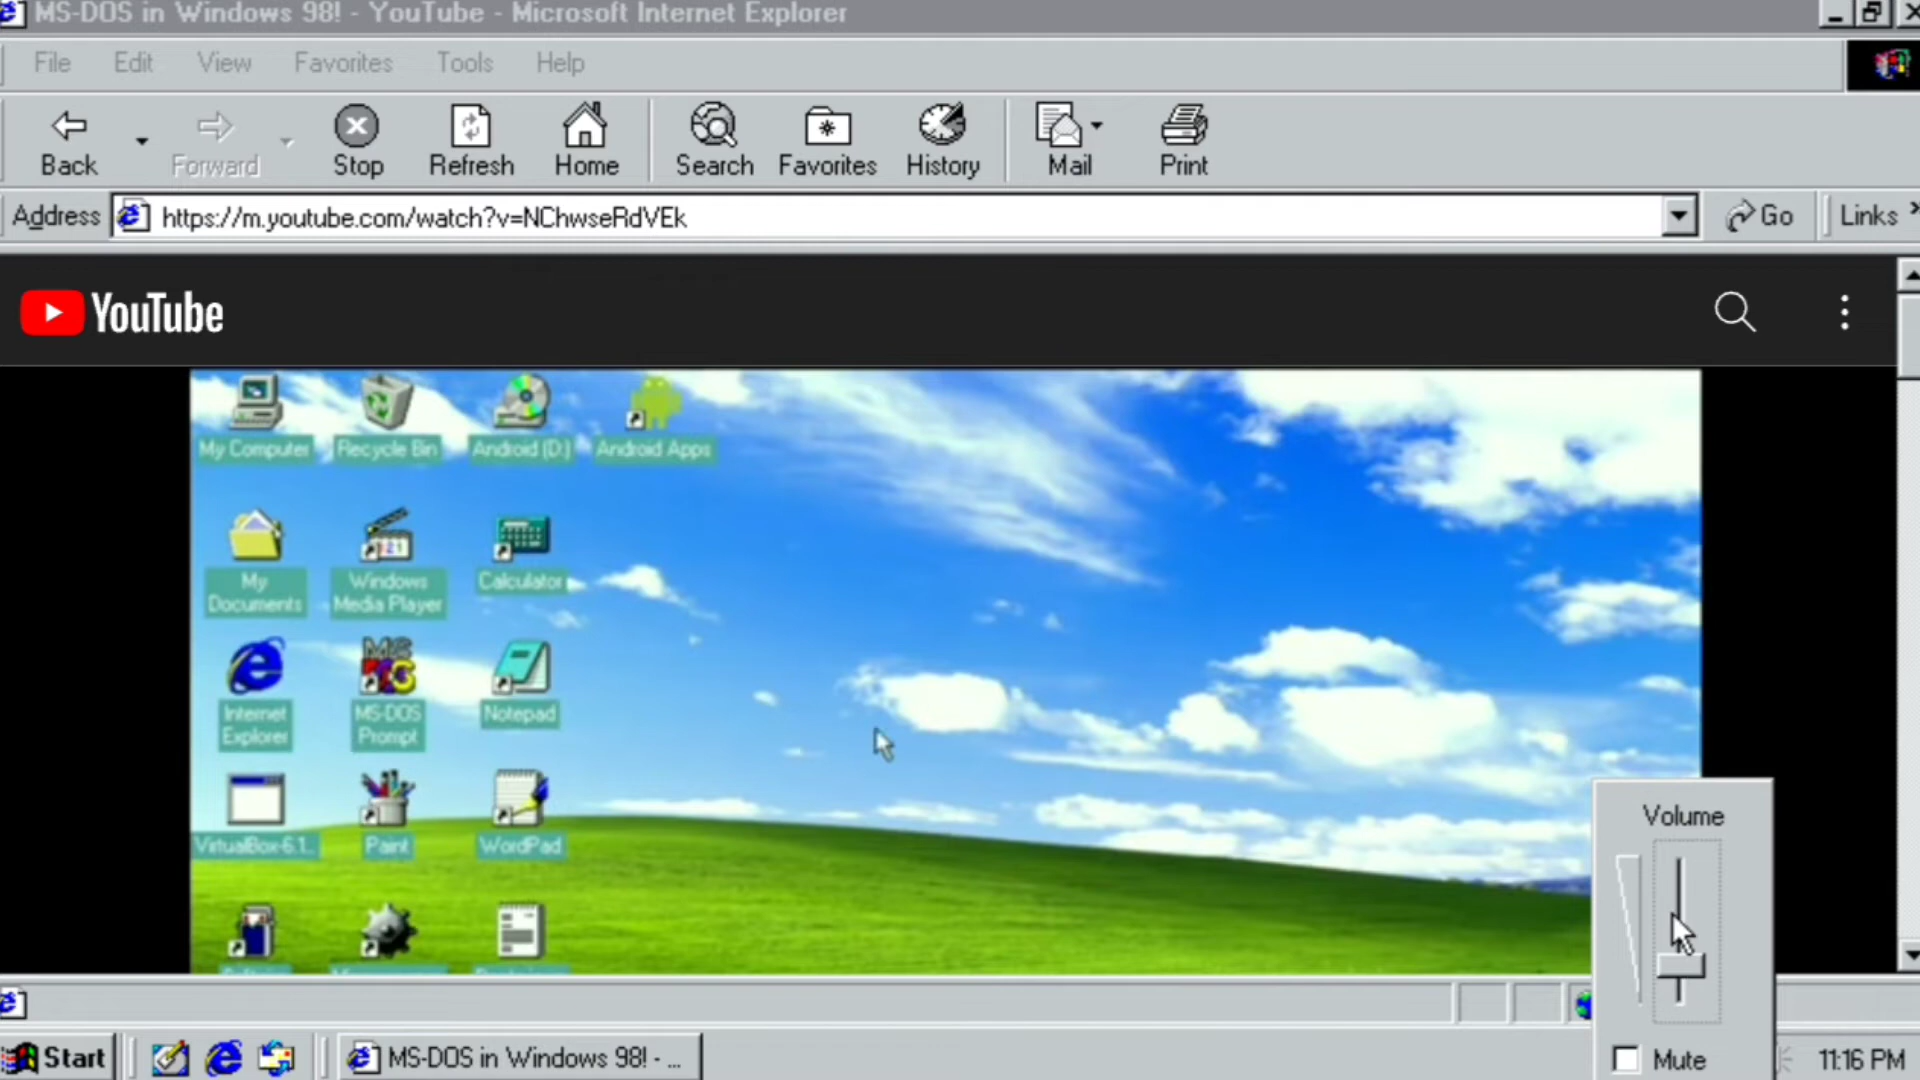 MS-DOS in Windows 98! - YouTube - Microsoft Internet Explorer
File Edit View Favorites Tools Help
Back Forward Stop Refresh Home Search Favorites History Mail Print
Address https://m.youtube.com/watch?v=NChwseRdVEk Go Links
YouTube
My Computer Recycle Bin Android (D:) Android Apps
My Documents
Windows Media Player
Calculator
Internet Explorer
MS-DOS Prompt
Notepad
VirtualBox-6.1... Paint WordPad
Volume
Mute
Start MS-DOS in Windows 98! - ... 11:16 PM